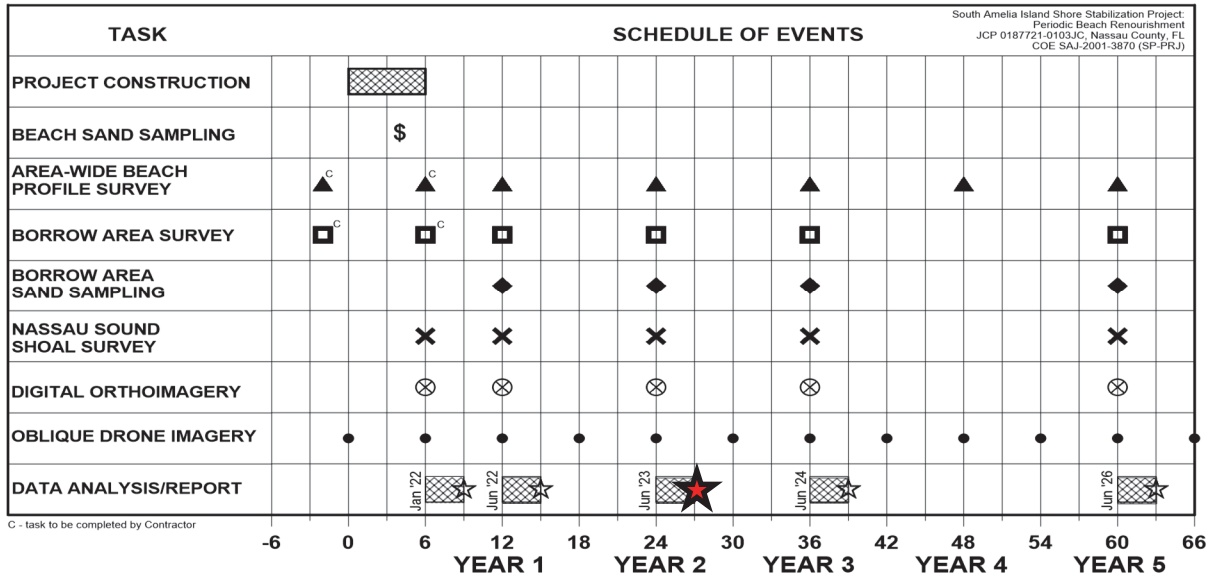 TASK
SCHEDULE OF EVENTS
South Amelia Island Shore Stabilization Project:
Periodic Beach Renourishment
JCP 0187721-0103JC, Nassau County, FL
COE SAJ-2001-3870 (SP-PRJ)
PROJECT CONSTRUCTION
BEACH SAND SAMPLING
$
AREA-WIDE BEACH
PROFILE SURVEY
C
C
BORROW AREA SURVEY
C
C
BORROW AREA
SAND SAMPLING
NASSAU SOUND
SHOAL SURVEY
DIGITAL ORTHOIMAGERY
OBLIQUE DRONE IMAGERY
DATA ANALYSIS/REPORT
Jan '22
Jun '22
Jun '23
Jun '24
Jun '26
C - task to be completed by Contractor
-6 0 6 12 18 24 30 36 42 48 54 60 66
YEAR 1 YEAR 2 YEAR 3 YEAR 4 YEAR 5